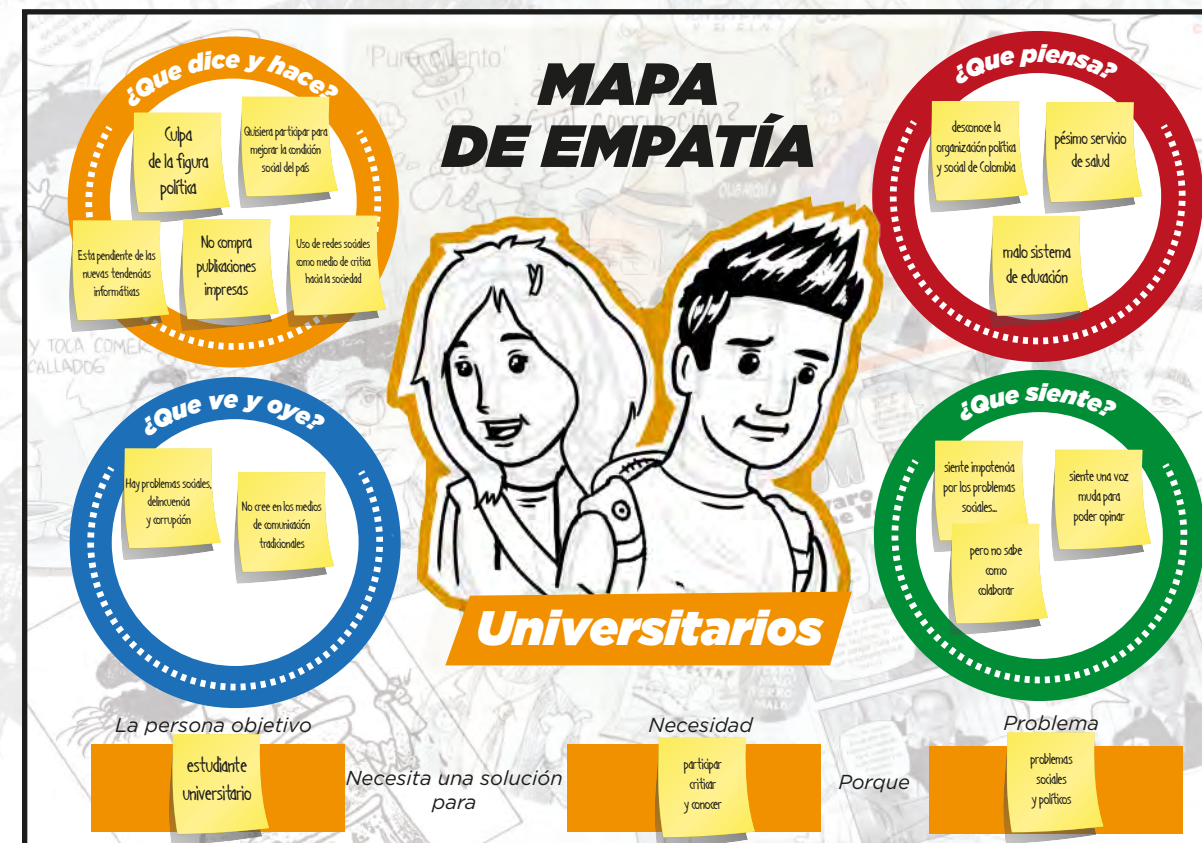 MAPA
DE EMPATÍA
¿Que dice y hace?
Culpa
de la figura
política
Quisiera participar para
mejorar la condición
social del país
Esta pendiente de las
nuevas tendencias
informáticas
No compra
publicaciones
impresas
Uso de redes sociales
como medio de critica
hacia la sociedad
¿Que piensa?
desconoce la
organización política
y social de Colombia
pésimo servicio
de salud
malo sistema
de educación
¿Que ve y oye?
Hay problemas sociales,
delincuencia
y corrupción
No cree en los medios
de comunicación
tradicionales
¿Que siente?
siente impotencia
por los problemas
sociales...
siente una voz
muda para
poder opinar
pero no sabe
como
colaborar
Universitarios
'Puro
Y TOCA COMER
CALLADOS
La persona objetivo
estudiante
universitario
Necesita una solución
para
Necesidad
participar
criticar
y conocer
Porque
Problema
problemas
sociales
y políticos